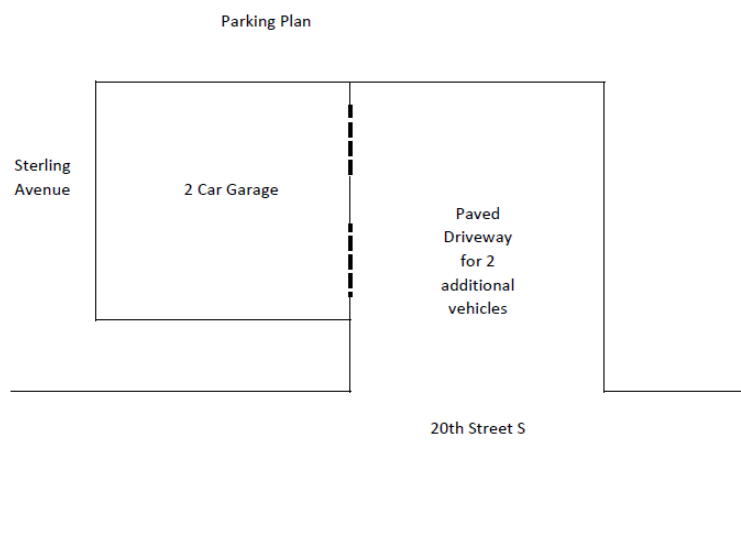 Parking Plan
Sterling
Avenue
2 Car Garage
Paved
Driveway
for 2
additional
vehicles
20th Street S